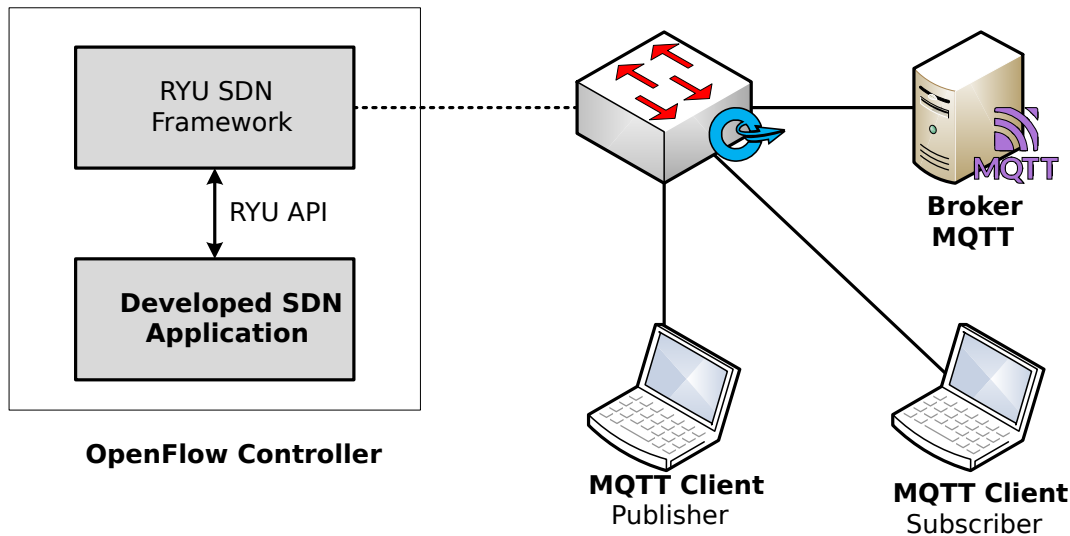 RYU SDN
Framework
RYU API
Developed SDN
Application
OpenFlow Controller
MQTT
Broker
MQTT
MQTT Client
Publisher
MQTT Client
Subscriber